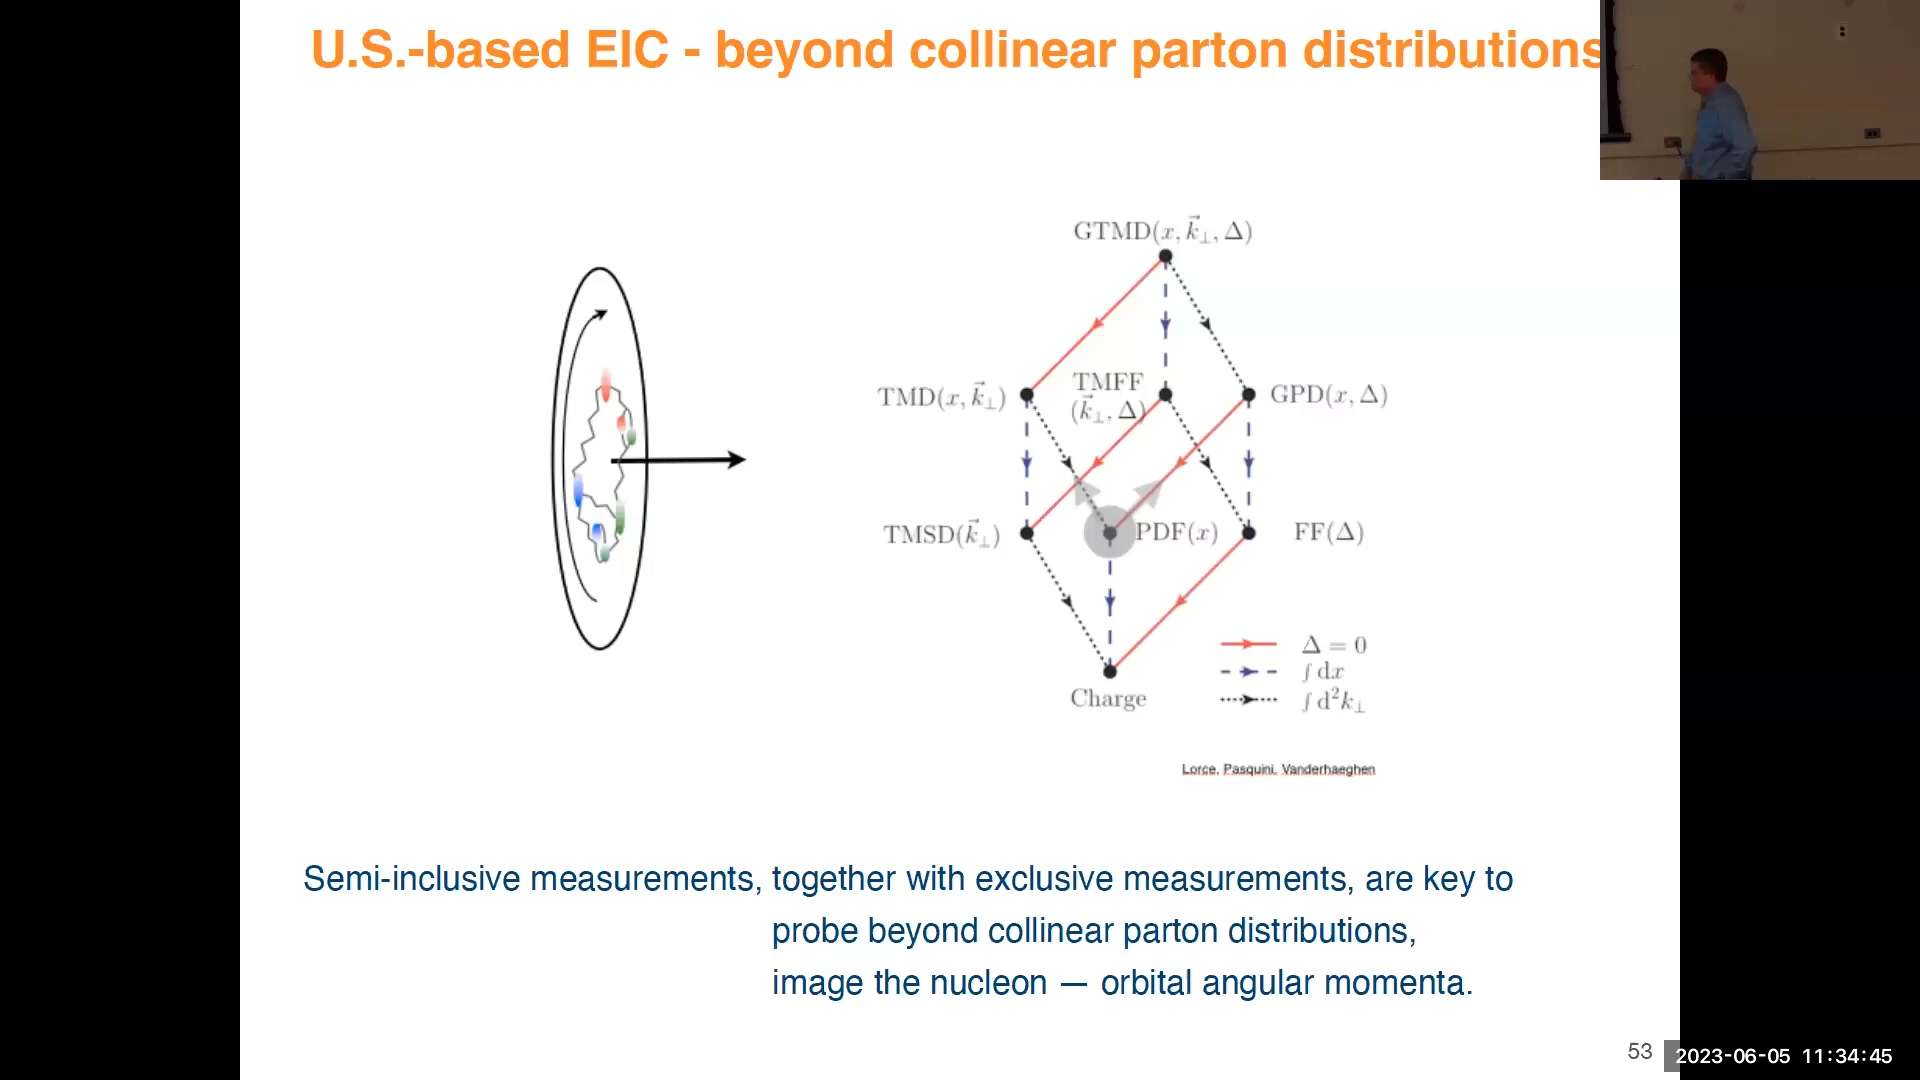 U.S.-based EIC - beyond collinear parton distributions
GTMD(x, k⃗⊥, Δ)
TMD(x, k⃗⊥)
TMFF
(k⃗⊥, Δ)
GPD(x, Δ)
TMSD(k⃗⊥)
PDF(x)
FF(Δ)
Charge
Δ = 0
∫ dx
∫ d²k⊥
Lorce, Pasquini, Vanderhaeghen
Semi-inclusive measurements, together with exclusive measurements, are key to
probe beyond collinear parton distributions,
image the nucleon — orbital angular momenta.
53
2023-06-05 11:34:45